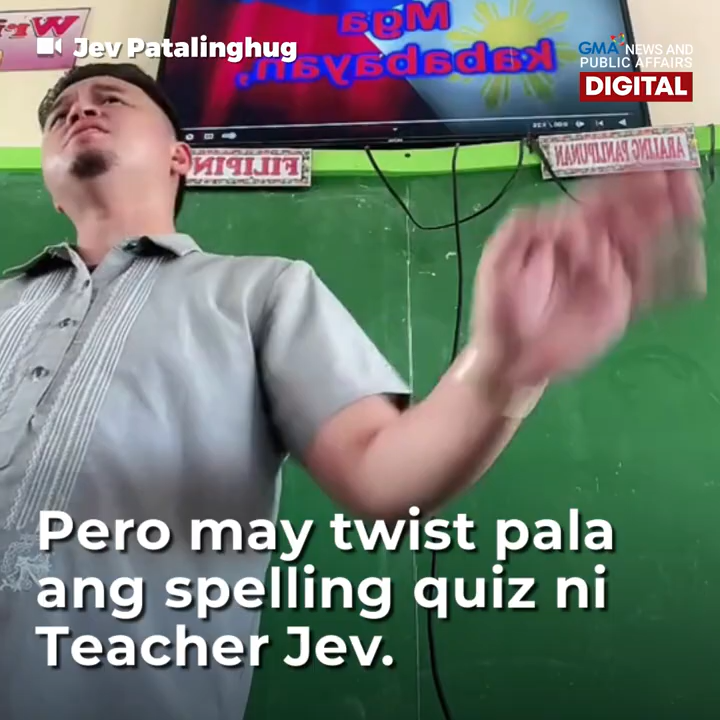 Wri
Jev Patalinghug
Mga
kababayan,
GMA NEWS AND
PUBLIC AFFAIRS
DIGITAL
FILIPINO
ARALING PANLIPUNAN
Pero may twist pala
ang spelling quiz ni
Teacher Jev.